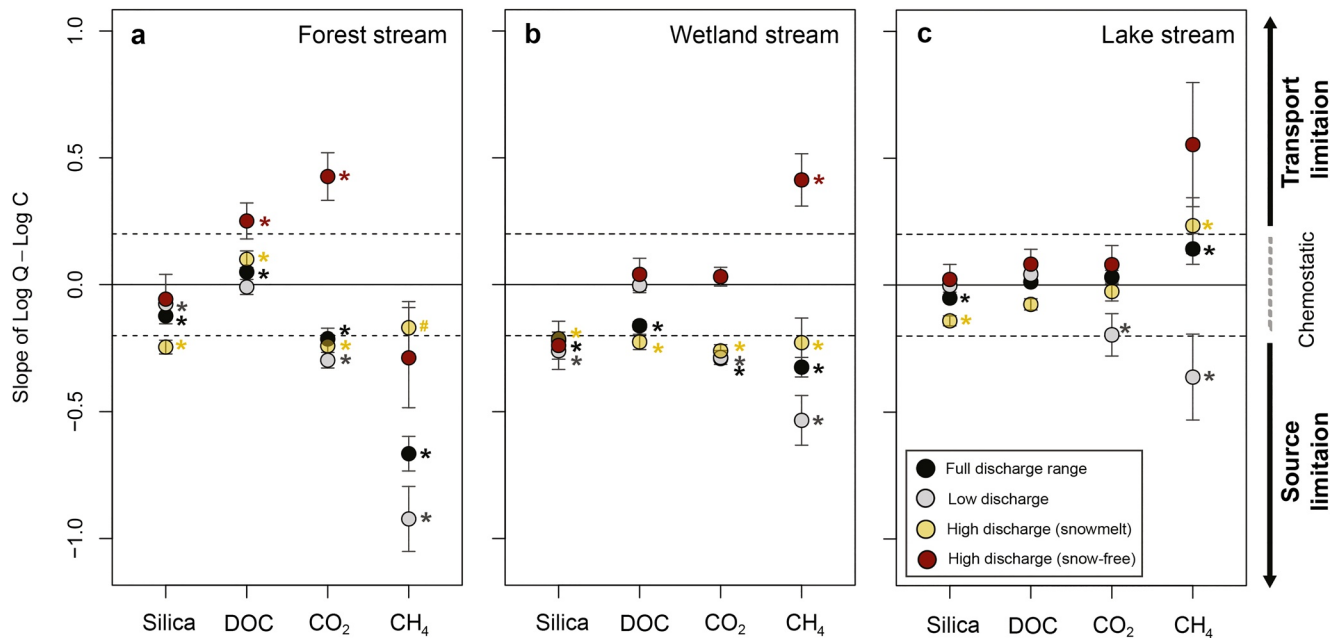 a Forest stream
b Wetland stream
c Lake stream
Slope of Log Q – Log C
1.0
0.5
0.0
−0.5
−1.0
* * * * * * * * * * * # * *
* * * * * * * * * * * *
* * * * * *
Silica DOC CO₂ CH₄
Silica DOC CO₂ CH₄
Silica DOC CO₂ CH₄
Full discharge range
Low discharge
High discharge (snowmelt)
High discharge (snow-free)
Transport
limitaion
Chemostatic
Source
limitaion